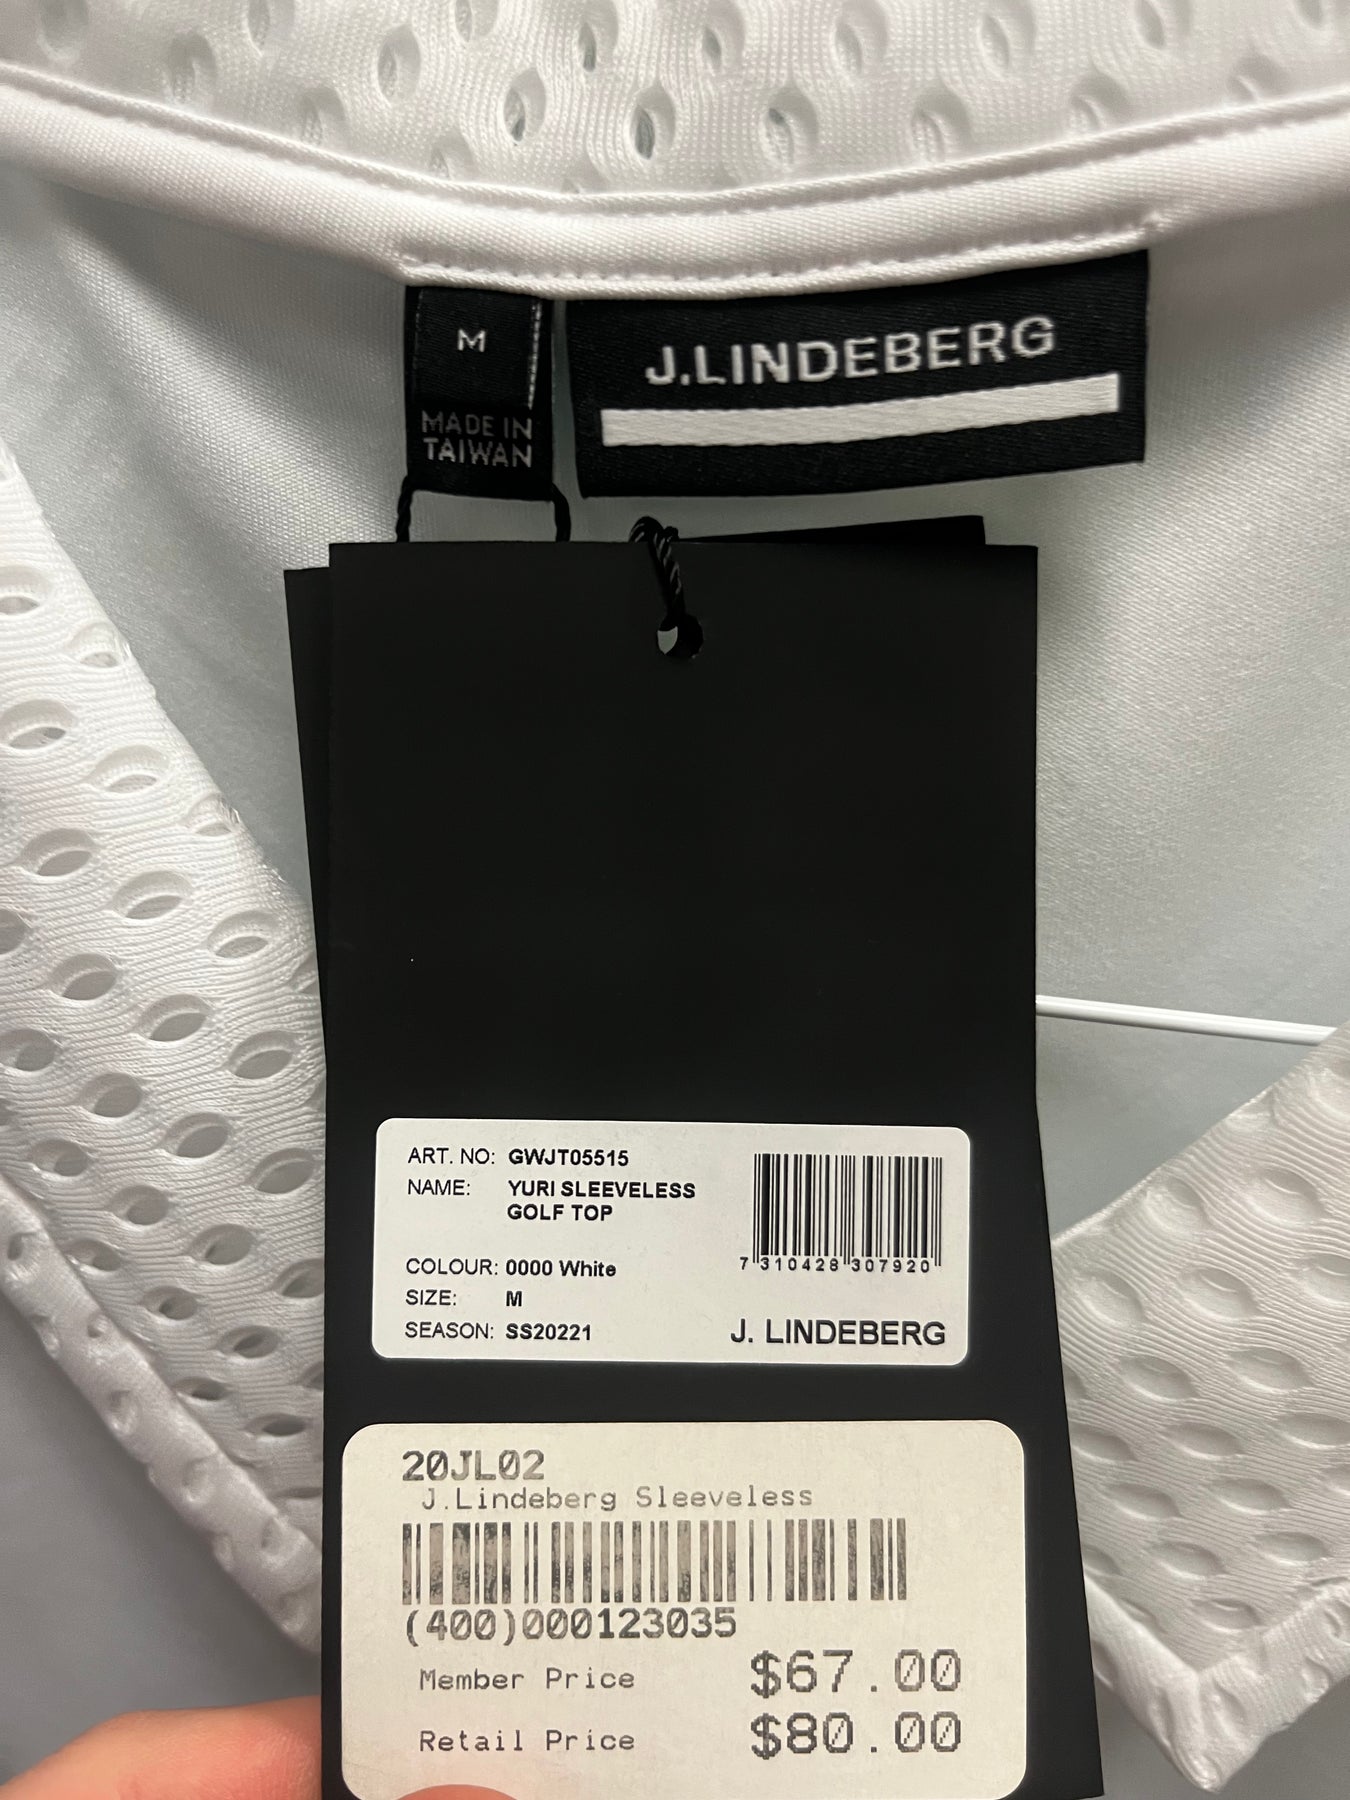 M
MADE IN
TAIWAN
J.LINDEBERG
ART. NO: GWJT05515
NAME: YURI SLEEVELESS
GOLF TOP
COLOUR: 0000 White
SIZE: M
SEASON: SS20221
7 310428 307920
J. LINDEBERG
20JL02
J.Lindeberg Sleeveless
(400)000123035
Member Price $67.00
Retail Price $80.00